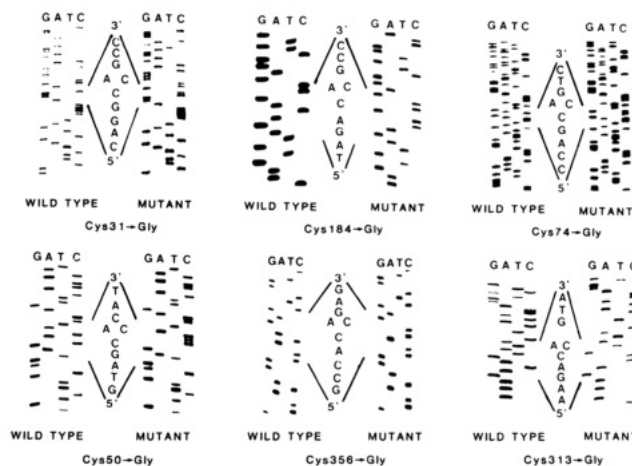 GATC
3'
C
C
G
A C
C
G
G
A
C
5'
GATC
WILD TYPE MUTANT
Cys31→Gly
GATC
3'
C
C
G
A C
C
A
G
A
T
5'
GATC
WILD TYPE MUTANT
Cys184→Gly
GATC
3'
C
T
G
A C
C
G
A
C
C
5'
GATC
WILD TYPE MUTANT
Cys74→Gly
GATC
3'
T
A
C
A C
C
G
A
T
G
5'
GATC
WILD TYPE MUTANT
Cys50→Gly
GATC
3'
G
A
G
A C
C
A
C
C
G
5'
GATC
WILD TYPE MUTANT
Cys356→Gly
GATC
3'
A
T
G
A C
C
A
G
A
A
5'
GATC
WILD TYPE MUTANT
Cys313→Gly